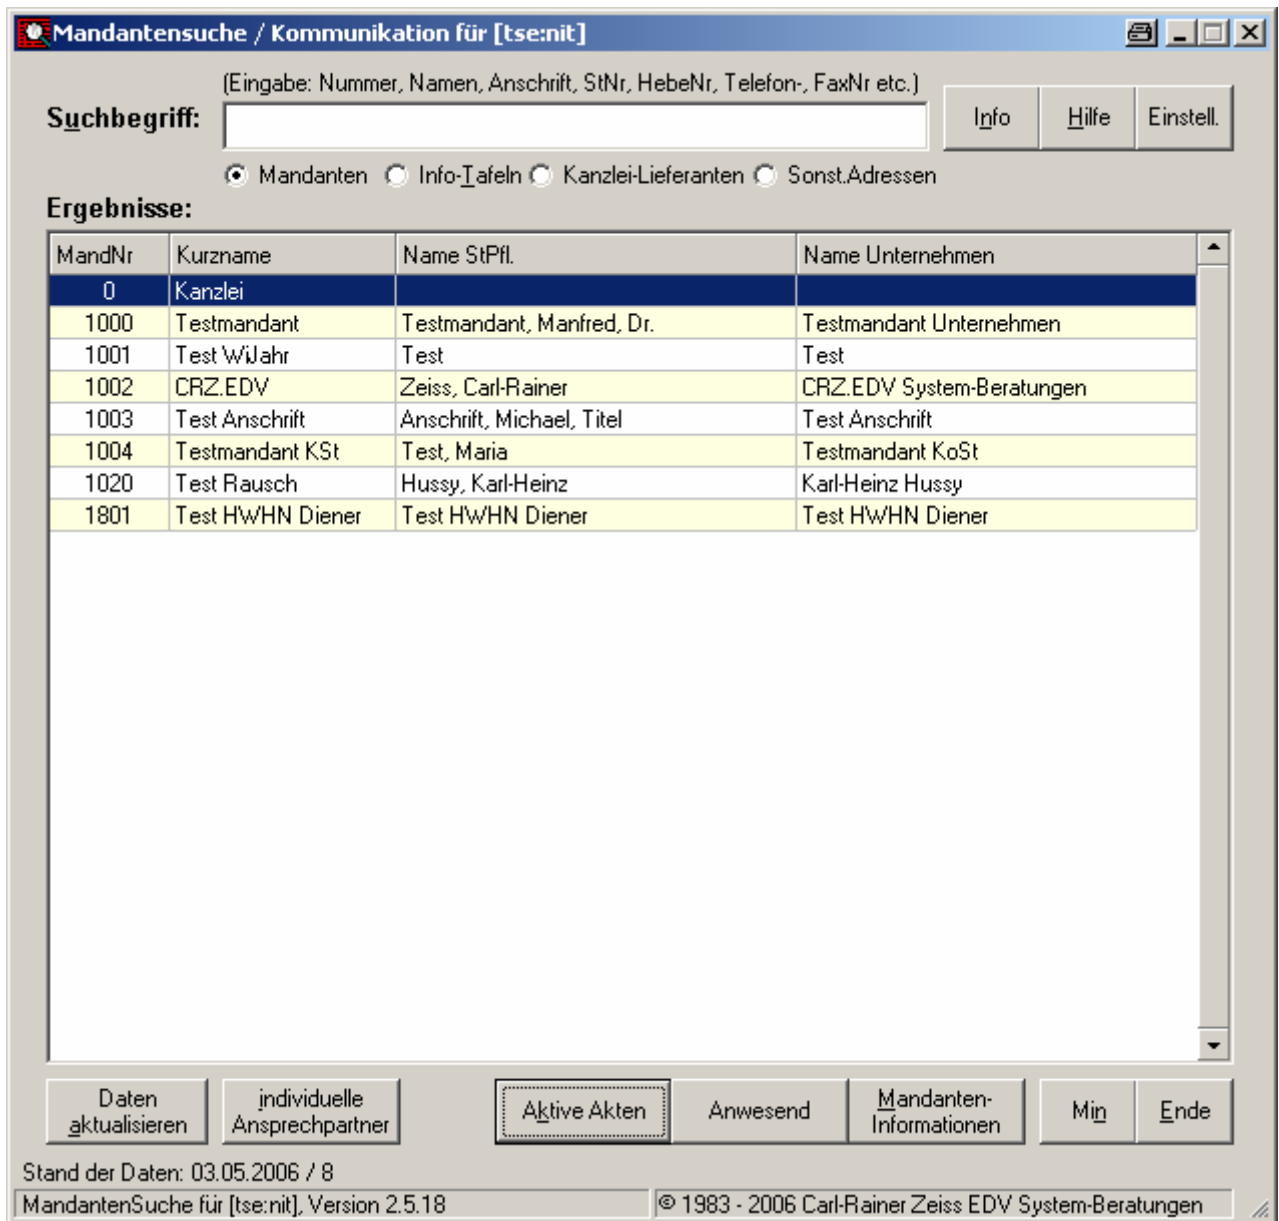 Mandantensuche / Kommunikation für [tse:nit]
(Eingabe: Nummer, Namen, Anschrift, StNr, HebeNr, Telefon-, FaxNr etc.)
Suchbegriff:
Info Hilfe Einstell.
Mandanten Info-Tafeln Kanzlei-Lieferanten Sonst.Adressen
Ergebnisse:
MandNr Kurzname Name StPfl. Name Unternehmen
0 Kanzlei
1000 Testmandant Testmandant, Manfred, Dr. Testmandant Unternehmen
1001 Test WiJahr Test Test
1002 CRZ.EDV Zeiss, Carl-Rainer CRZ.EDV System-Beratungen
1003 Test Anschrift Anschrift, Michael, Titel Test Anschrift
1004 Testmandant KSt Test, Maria Testmandant KoSt
1020 Test Rausch Hussy, Karl-Heinz Karl-Heinz Hussy
1801 Test HWHN Diener Test HWHN Diener Test HWHN Diener
Daten
aktualisieren
individuelle
Ansprechpartner
Aktive Akten
Anwesend
Mandanten-
Informationen
Min
Ende
Stand der Daten: 03.05.2006 / 8
MandantenSuche für [tse:nit], Version 2.5.18
© 1983 - 2006 Carl-Rainer Zeiss EDV System-Beratungen